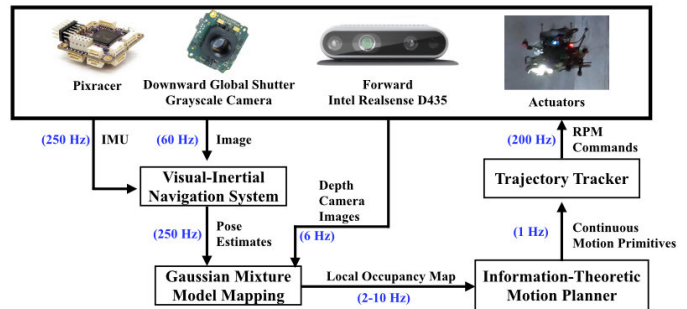 Pixracer
Downward Global Shutter
Grayscale Camera
Forward
Intel Realsense D435
Actuators
(250 Hz) IMU
(60 Hz) Image
(200 Hz) RPM
Commands
Visual-Inertial
Navigation System
Depth
Camera
Images
Trajectory Tracker
(250 Hz) Pose
Estimates
(6 Hz)
(1 Hz) Continuous
Motion Primitives
Gaussian Mixture
Model Mapping
Local Occupancy Map
(2-10 Hz)
Information-Theoretic
Motion Planner